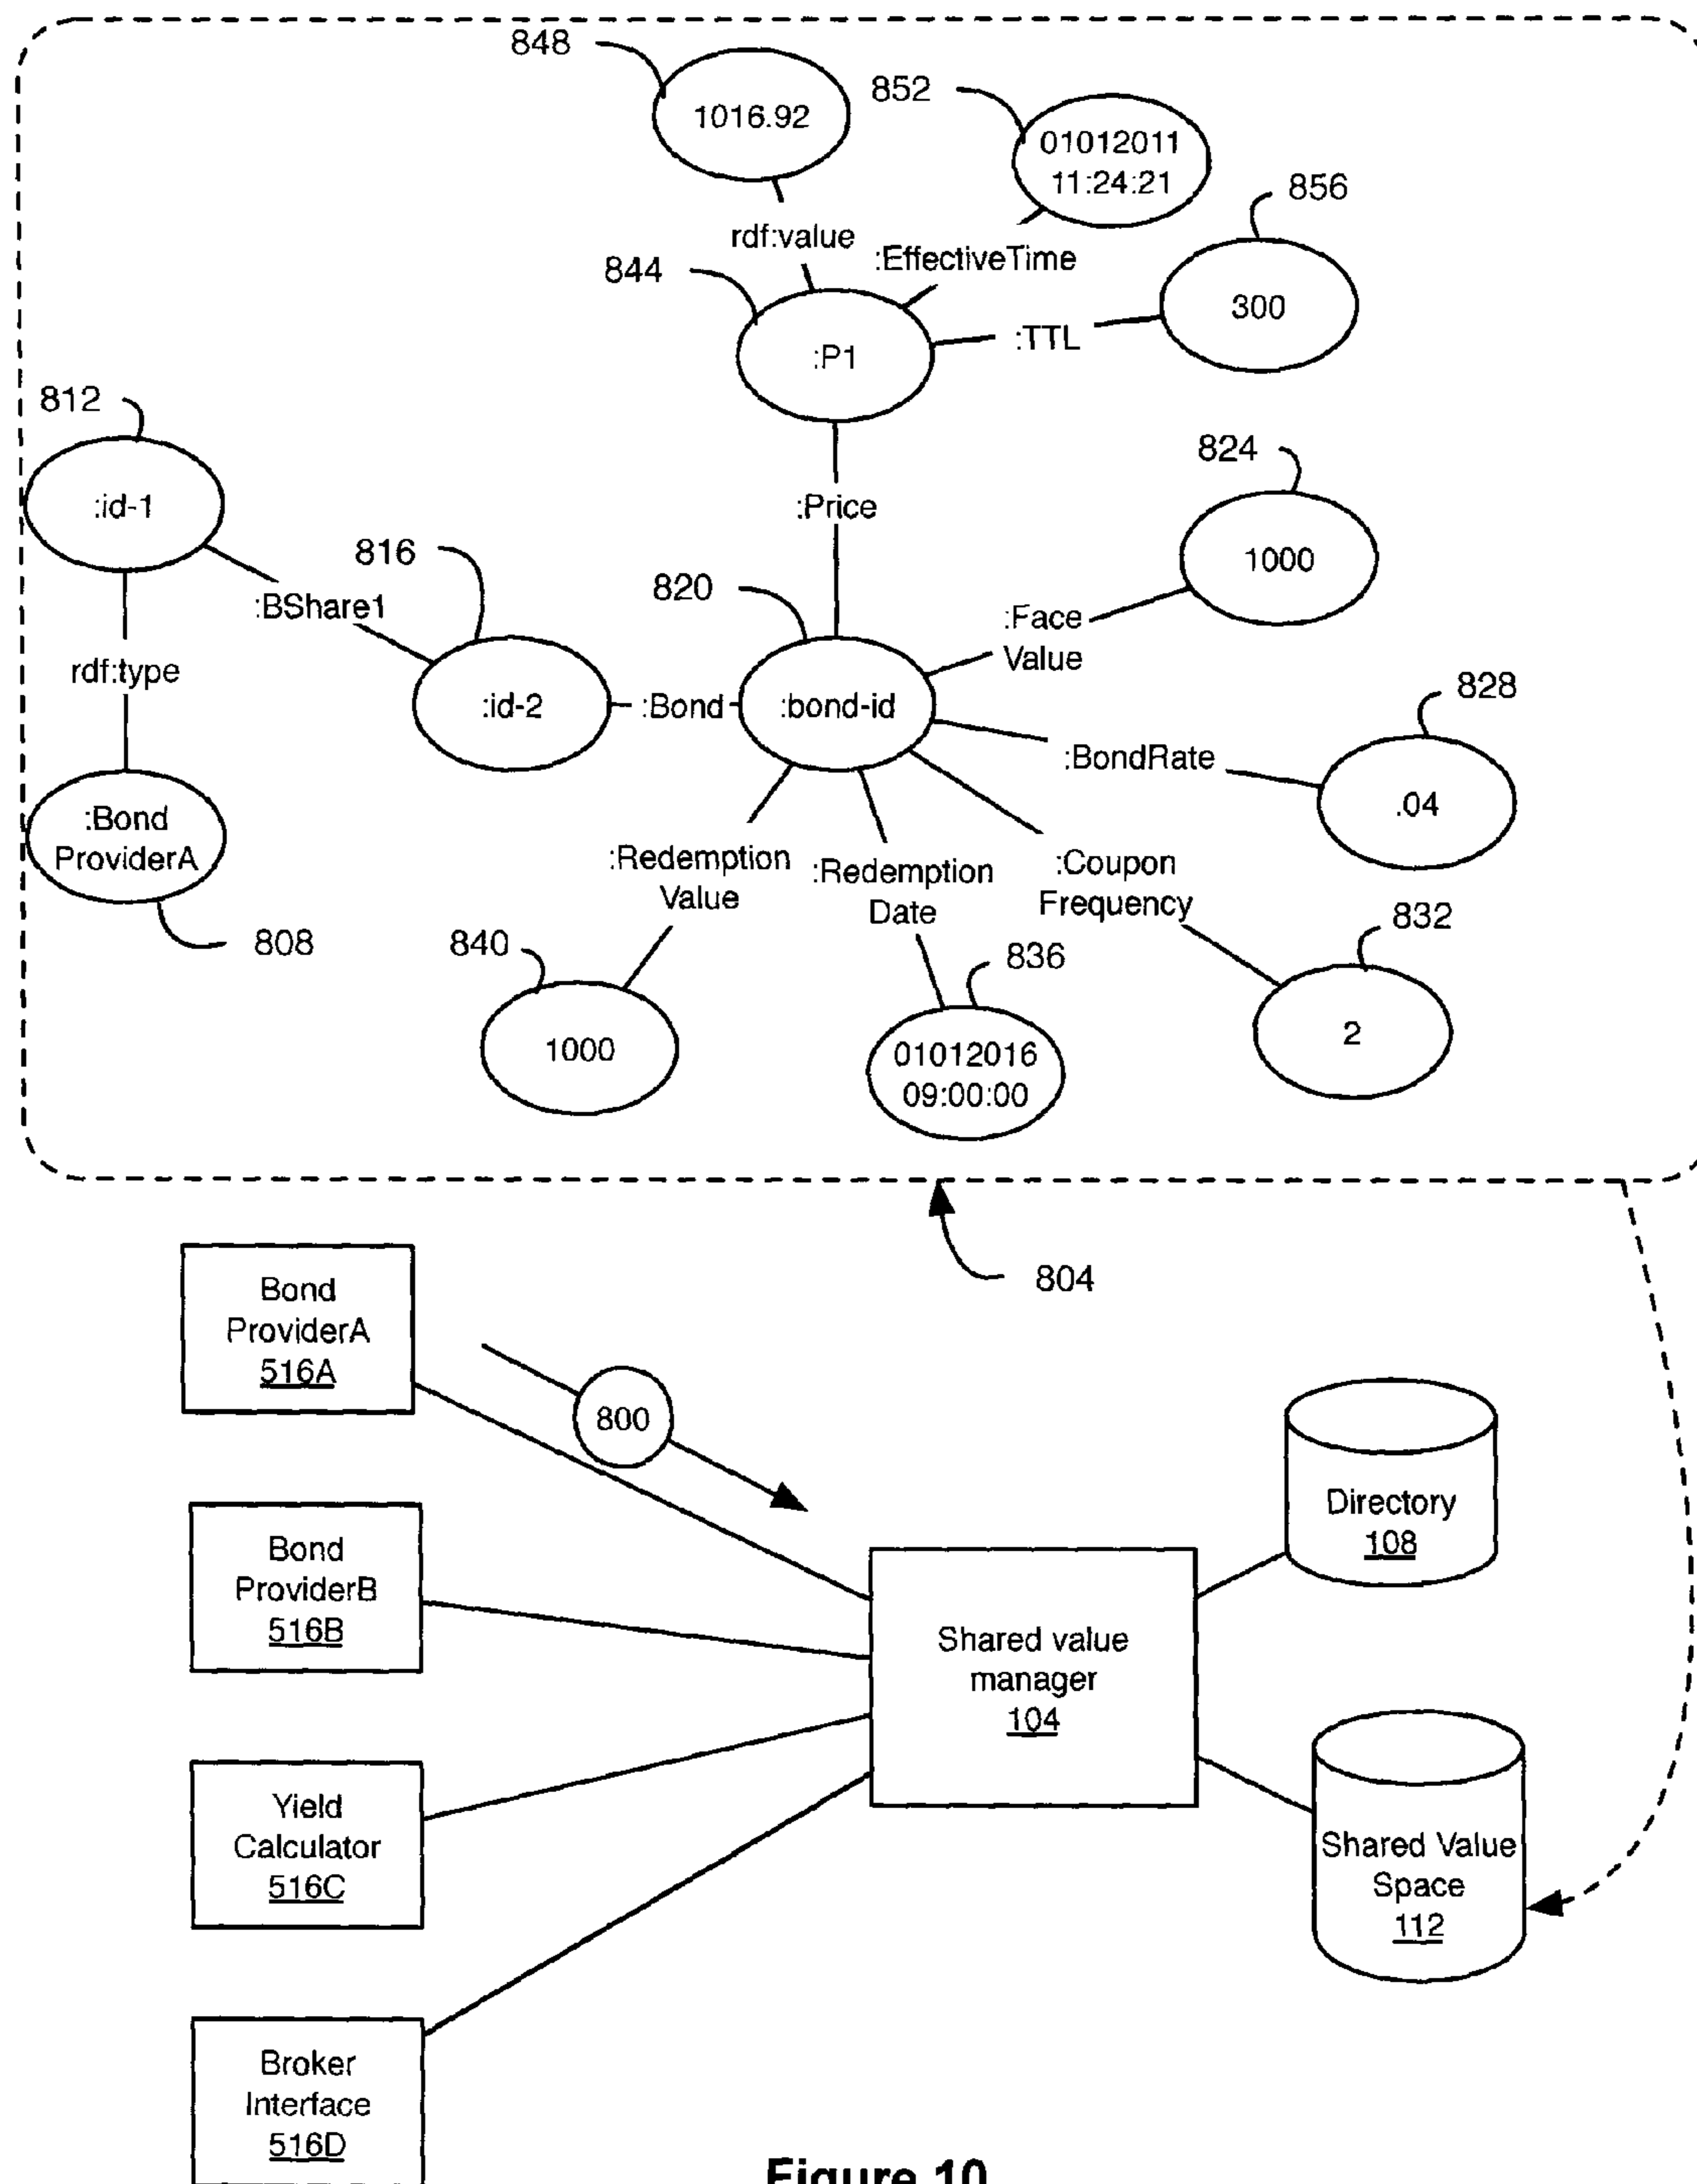 848
1016.92
852
01012011
11:24:21
856
300
rdf:value
:EffectiveTime
844
:P1
:TTL
812
:id-1
:Price
824
1000
816
:BShare1
820
:Face
Value
rdf:type
:id-2
:Bond
:bond-id
828
:BondRate
.04
:Bond
ProviderA
808
:Redemption
Value
:Redemption
Date
:Coupon
Frequency
832
2
840
1000
836
01012016
09:00:00
804
Bond
ProviderA
516A
800
Directory
108
Bond
ProviderB
516B
Shared value
manager
104
Yield
Calculator
516C
Shared Value
Space
112
Broker
Interface
516D
Figure 10